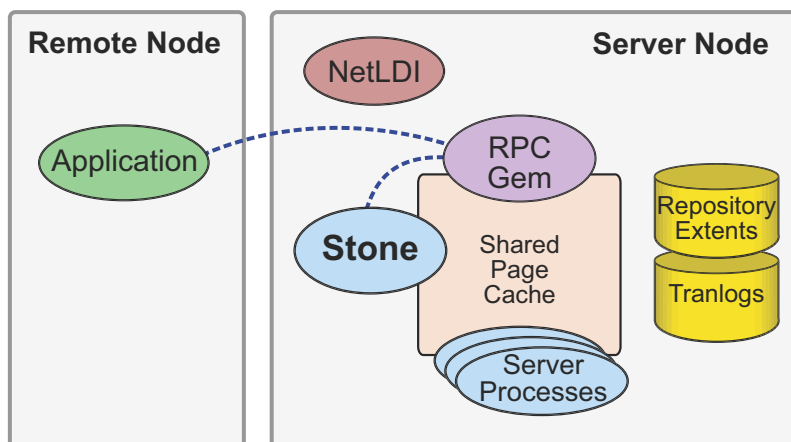 Remote Node
Server Node
NetLDI
Application
RPC
Gem
Stone
Shared
Page
Cache
Repository
Extents
Tranlogs
Server
Processes